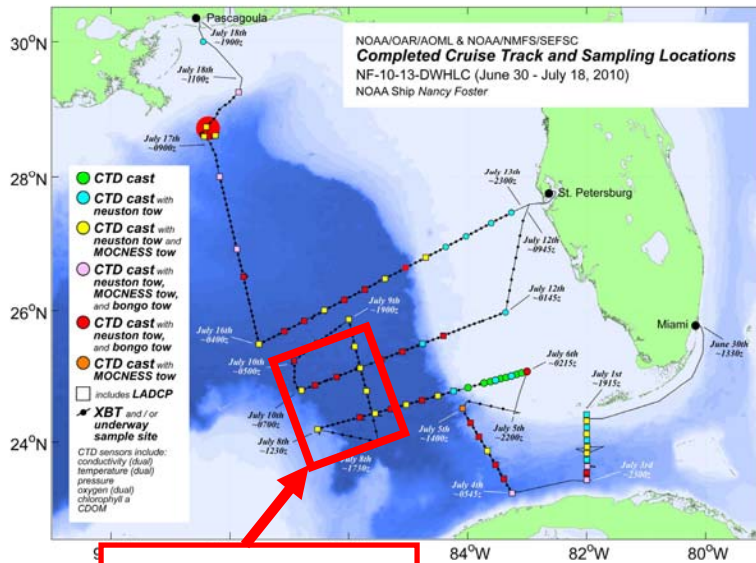 30°N
28°N
26°N
24°N
9
84°W
82°W
80°W
NOAA/OAR/AOML & NOAA/NMFS/SEFSC
Completed Cruise Track and Sampling Locations
NF-10-13-DWHLC (June 30 - July 18, 2010)
NOAA Ship Nancy Foster
Pascagoula
July 18th
~1900z
July 18th
~1100z
July 17th
~0900z
July 13th
~2300z
St. Petersburg
July 12th
~0945z
July 12th
~0145z
July 9th
~1900z
July 16th
~0400z
July 10th
~0500z
July 10th
~0700z
July 8th
~1230z
July 8th
~1730z
July 6th
~0215z
July 5th
~1400z
July 5th
~2200z
July 4th
~0545z
July 3rd
~2300z
July 1st
~1915z
Miami
June 30th
~1330z
CTD cast
CTD cast with
neuston tow
CTD cast with
neuston tow and
MOCNESS tow
CTD cast with
neuston tow,
MOCNESS tow,
and bongo tow
CTD cast with
neuston tow,
and bongo tow
CTD cast with
MOCNESS tow
includes LADCP
XBT and / or
underway
sample site
CTD sensors include:
conductivity (dual)
temperature (dual)
pressure
oxygen (dual)
chlorophyll a
CDOM